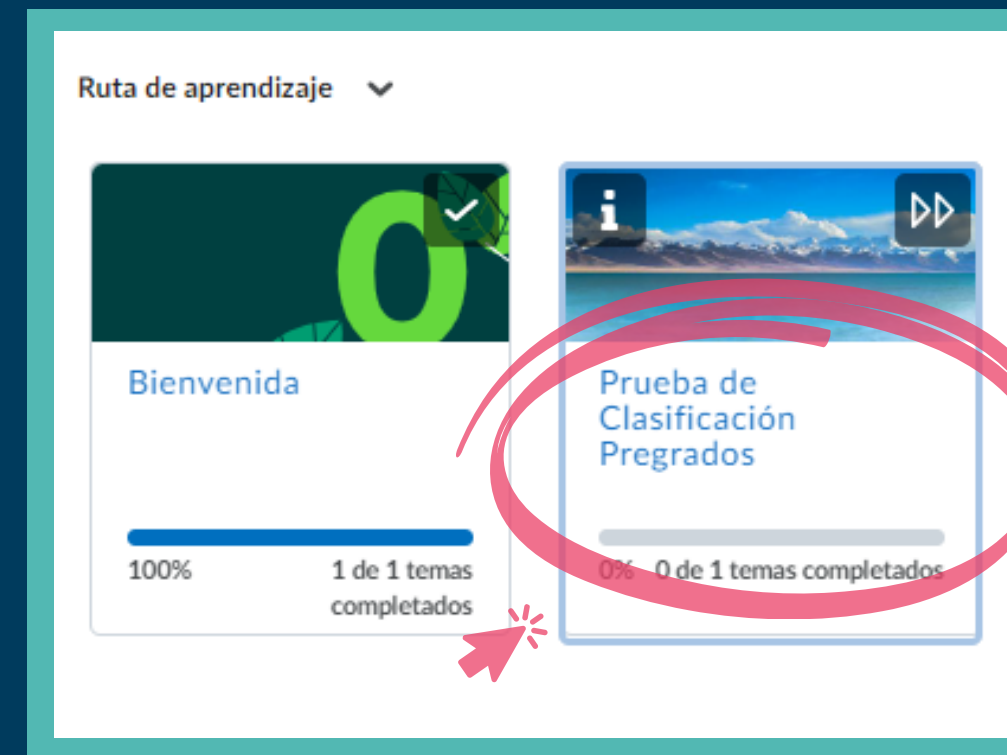 Ruta de aprendizaje
0
Bienvenida
100%
1 de 1 temas
completados
Prueba de
Clasificación
Pregrados
0% 0 de 1 temas completados